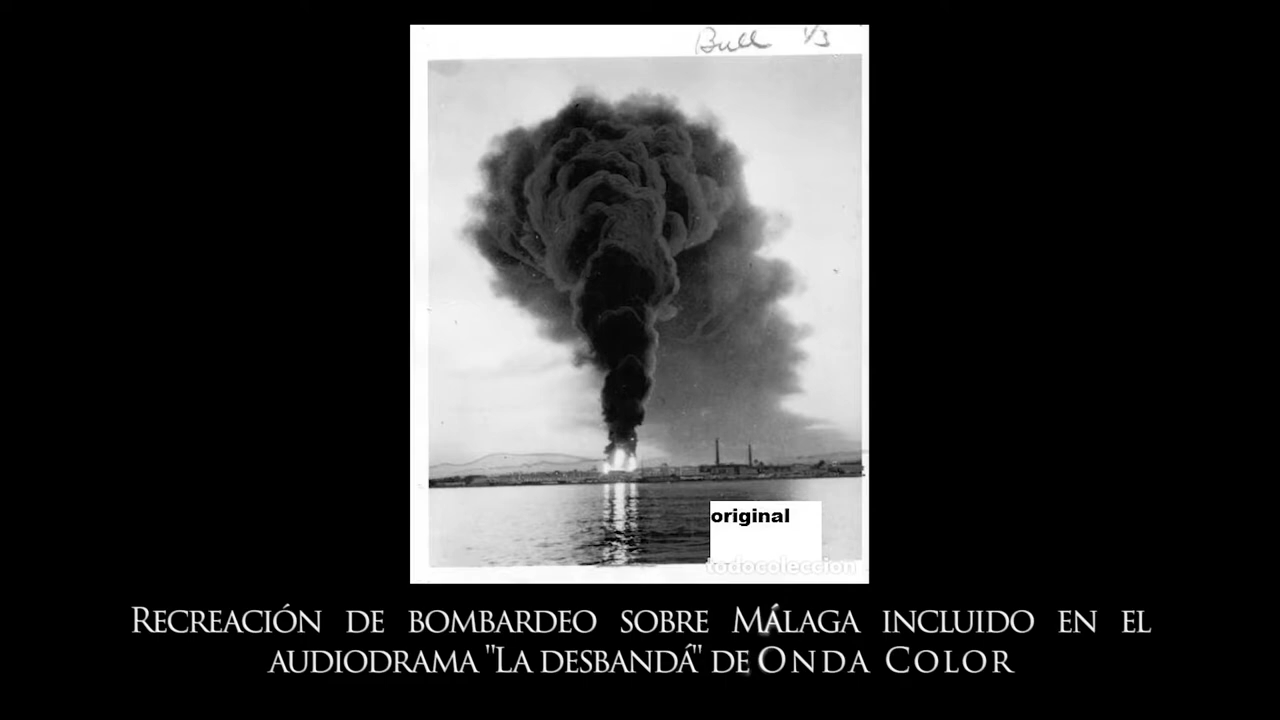 Bull 1/3
original
todocoleccion
Recreación de bombardeo sobre Málaga incluido en el
audiodrama "La desbandá" de Onda Color